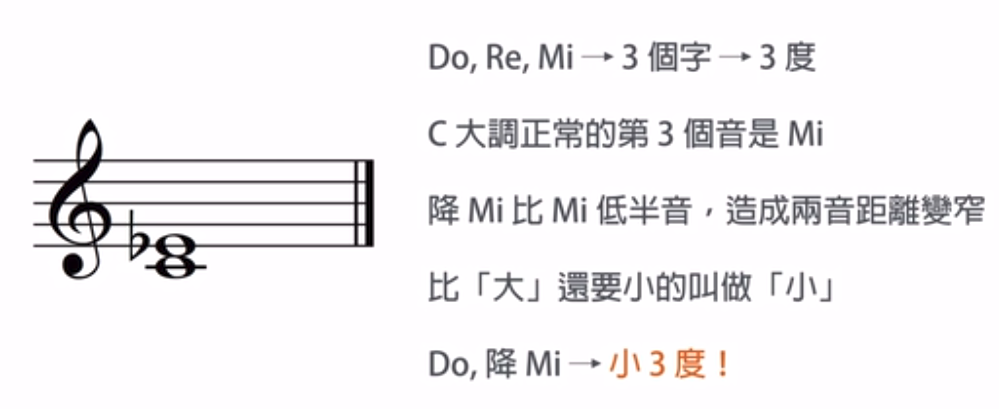 Do, Re, Mi → 3 個字 → 3 度
C 大調正常的第 3 個音是 Mi
降 Mi 比 Mi 低半音，造成兩音距離變窄
比「大」還要小的叫做「小」
Do, 降 Mi → 小 3 度！